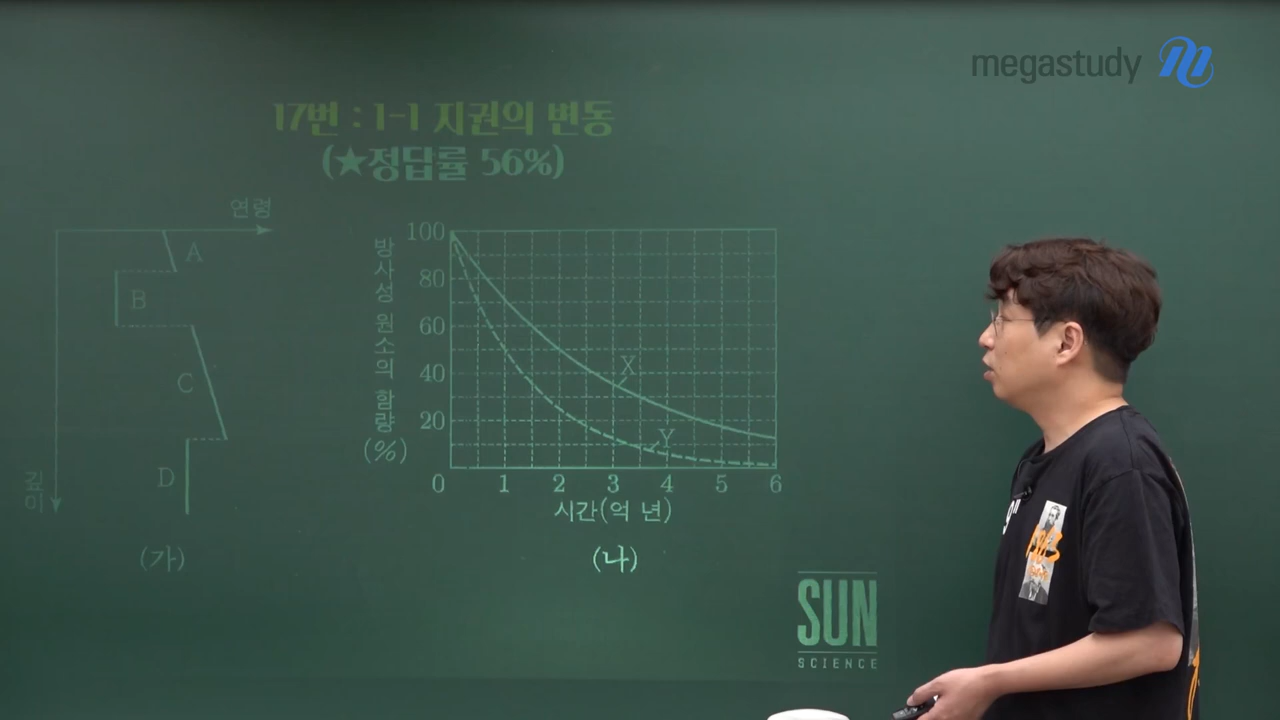 megastudy
17번 : 1-1 지권의 변동
(★정답률 56%)
연령
A
B
C
D
깊이
(가)
방사성 원소의 함량
(%)
100
80
60
40
20
0
X
Y
1 2 3 4 5 6
시간(억 년)
(나)
SUN
SCIENCE